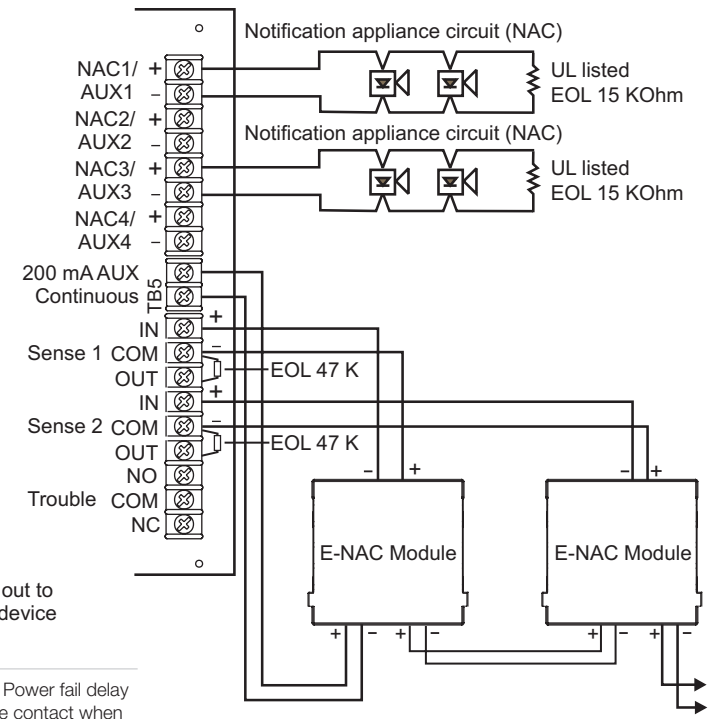 Notification appliance circuit (NAC)
NAC1/ +
AUX1 –
UL listed
EOL 15 KOhm
NAC2/ +
AUX2 –
Notification appliance circuit (NAC)
NAC3/ +
AUX3 –
UL listed
EOL 15 KOhm
NAC4/ +
AUX4 –
200 mA AUX
Continuous
TB5
IN +
Sense 1 COM –
OUT
EOL 47 K
IN +
Sense 2 COM –
OUT
EOL 47 K
NO
Trouble COM
NC
– +
– +
E-NAC Module
E-NAC Module
+ – + –
+ – + –
out to
device
Power fail delay
e contact when